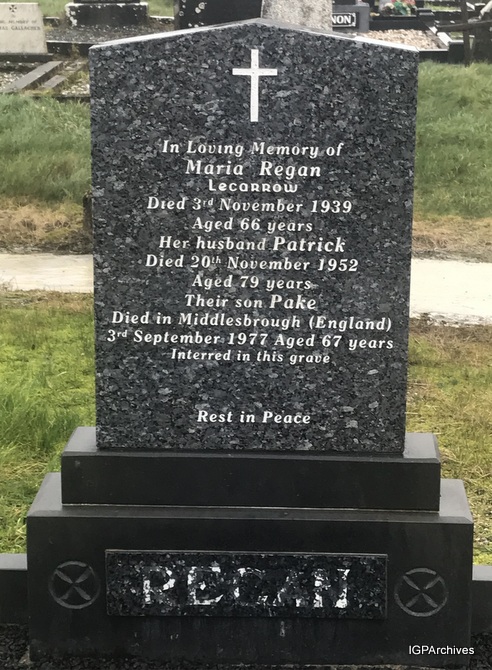 NON
In Loving Memory of
Maria Regan
Lecarrow
Died 3rd November 1939
Aged 66 years
Her husband Patrick
Died 20th November 1952
Aged 79 years
Their son Pake
Died in Middlesbrough (England)
3rd September 1977 Aged 67 years
Interred in this grave
Rest in Peace
REGAN
IGPArchives